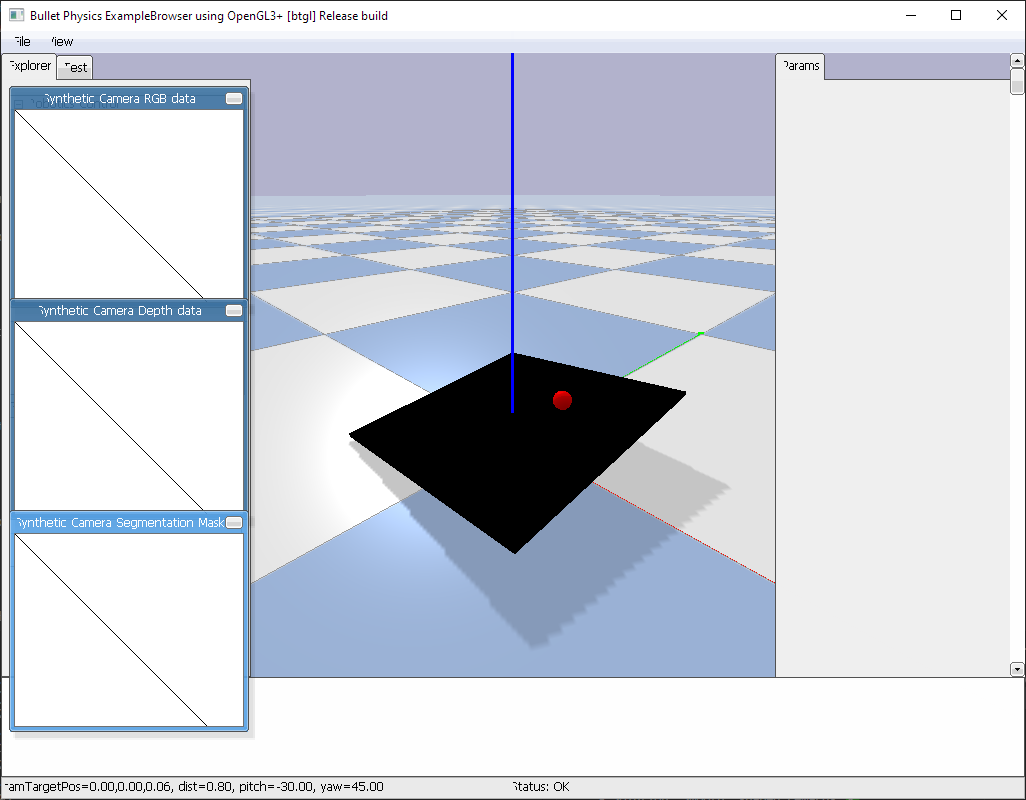 Bullet Physics ExampleBrowser using OpenGL3+ [btgl] Release build
File View
Explorer Test Params
Synthetic Camera RGB data
Synthetic Camera Depth data
Synthetic Camera Segmentation Mask
camTargetPos=0.00,0.00,0.06, dist=0.80, pitch=-30.00, yaw=45.00 Status: OK